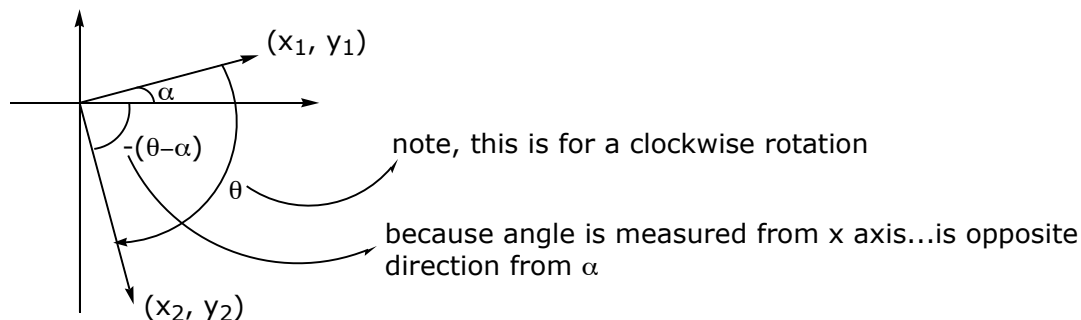 (x₁, y₁)
α
-(θ–α)
note, this is for a clockwise rotation
θ
because angle is measured from x axis...is opposite
direction from α
(x₂, y₂)